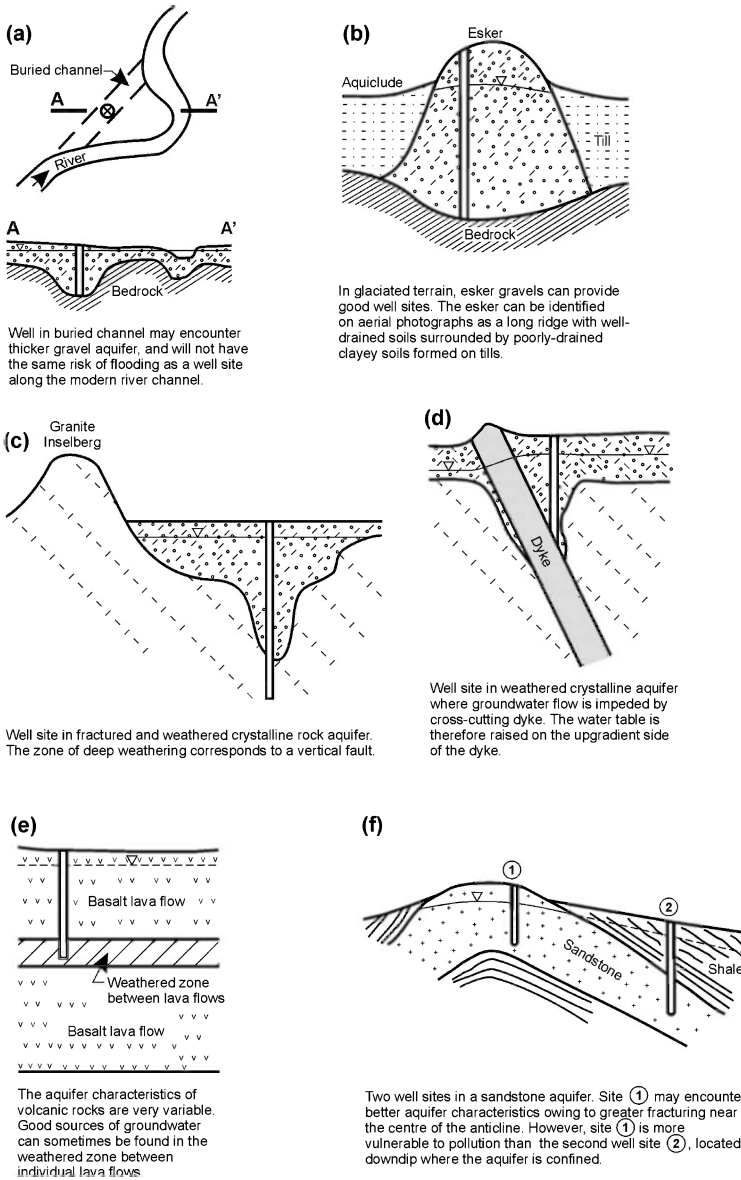 (a)
Buried channel
A
A'
River
A
A'
Bedrock
Well in buried channel may encounter
thicker gravel aquifer, and will not have
the same risk of flooding as a well site
along the modern river channel.
(b)
Esker
Aquiclude
Till
Bedrock
In glaciated terrain, esker gravels can provide
good well sites. The esker can be identified
on aerial photographs as a long ridge with well-
drained soils surrounded by poorly-drained
clayey soils formed on tills.
(c)
Granite
Inselberg
Well site in fractured and weathered crystalline rock aquifer.
The zone of deep weathering corresponds to a vertical fault.
(d)
Dyke
Well site in weathered crystalline aquifer
where groundwater flow is impeded by
cross-cutting dyke. The water table is
therefore raised on the upgradient side
of the dyke.
(e)
Basalt lava flow
Weathered zone
between lava flows
Basalt lava flow
The aquifer characteristics of
volcanic rocks are very variable.
Good sources of groundwater
can sometimes be found in the
weathered zone between
individual lava flows
(f)
1
2
Sandstone
Shale
Two well sites in a sandstone aquifer. Site 1 may encounte
better aquifer characteristics owing to greater fracturing near
the centre of the anticline. However, site 1 is more
vulnerable to pollution than the second well site 2, located
downdip where the aquifer is confined.